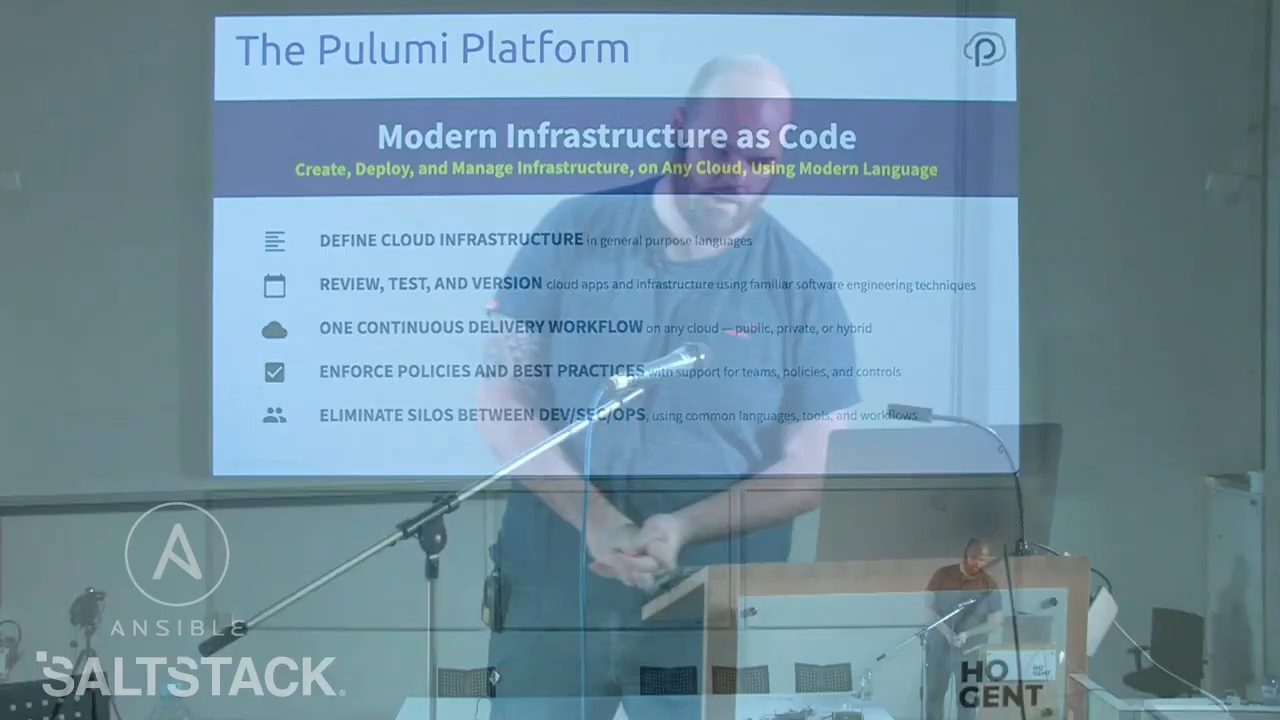 The Pulumi Platform
Modern Infrastructure as Code
Create, Deploy, and Manage Infrastructure, on Any Cloud, Using Modern Language
DEFINE CLOUD INFRASTRUCTURE in general purpose languages
REVIEW, TEST, AND VERSION cloud apps and infrastructure using familiar software engineering techniques
ONE CONTINUOUS DELIVERY WORKFLOW on any cloud — public, private, or hybrid
ENFORCE POLICIES AND BEST PRACTICES with support for teams, policies, and controls
ELIMINATE SILOS BETWEEN DEV/SEC/OPS, using common languages, tools, and workflows
ANSIBLE
SALTSTACK
HO
GENT
HO
GENT